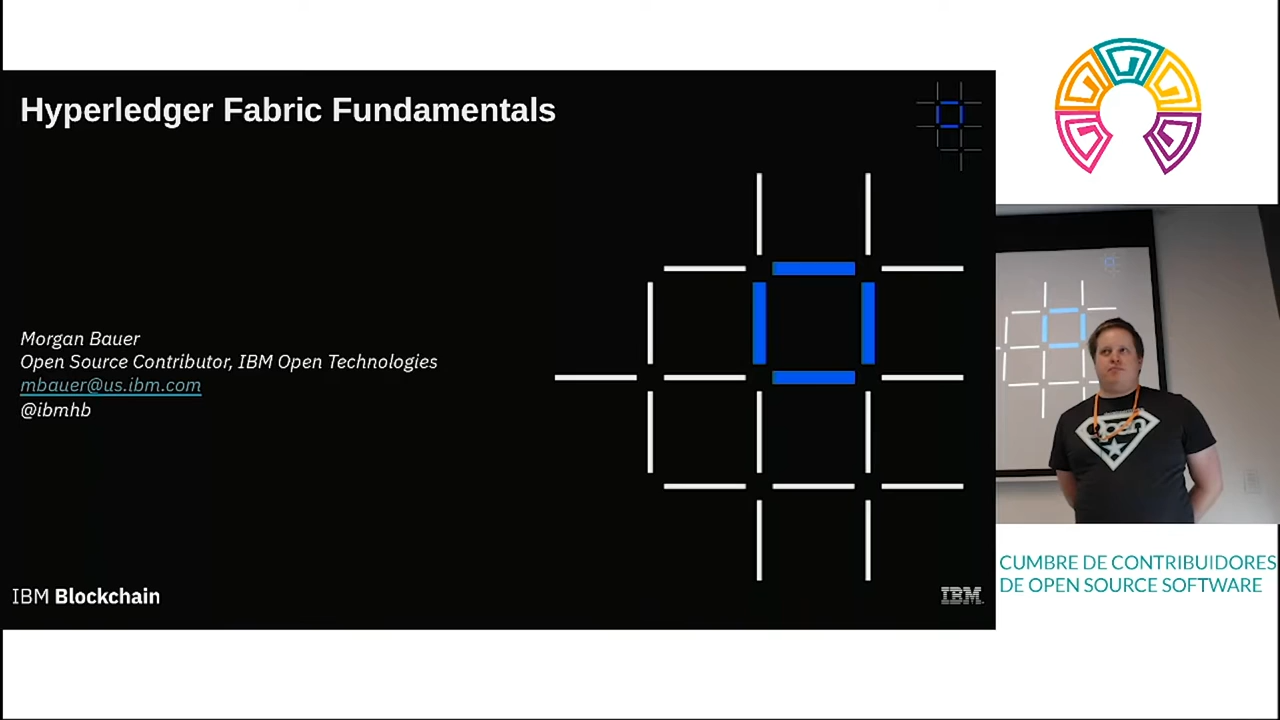 Hyperledger Fabric Fundamentals
Morgan Bauer
Open Source Contributor, IBM Open Technologies
mbauer@us.ibm.com
@ibmhb
IBM Blockchain
IBM
Open
CUMBRE DE CONTRIBUIDORES
DE OPEN SOURCE SOFTWARE